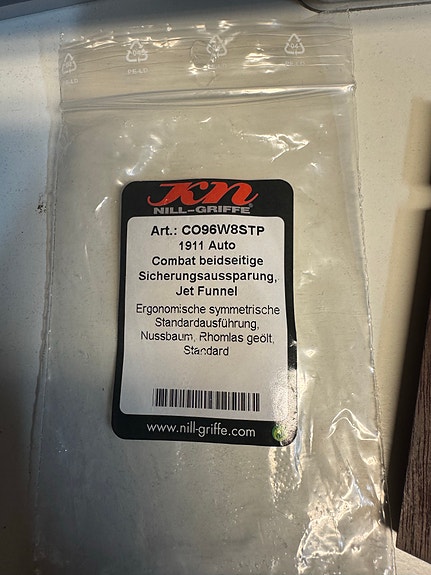 KN
NILL-GRIFFE
Art.: CO96W8STP
1911 Auto
Combat beidseitige
Sicherungsaussparung,
Jet Funnel
Ergonomische symmetrische
Standardausführung,
Nussbaum, Rhomlas geölt,
Standard
www.nill-griffe.com